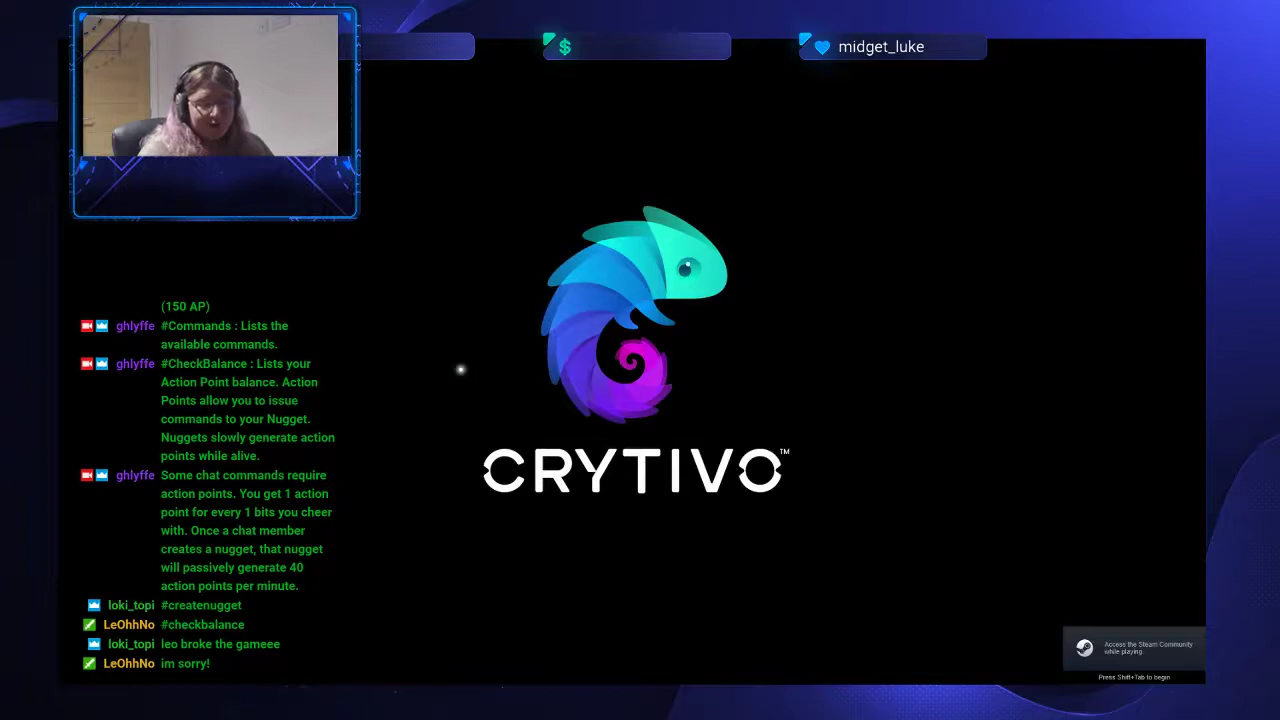 $
midget_luke
CRYTIVO™
(150 AP)
ghlyffe #Commands : Lists the
available commands.
ghlyffe #CheckBalance : Lists your
Action Point balance. Action
Points allow you to issue
commands to your Nugget.
Nuggets slowly generate action
points while alive.
ghlyffe Some chat commands require
action points. You get 1 action
point for every 1 bits you cheer
with. Once a chat member
creates a nugget, that nugget
will passively generate 40
action points per minute.
loki_topi #createnugget
LeOhhNo #checkbalance
loki_topi leo broke the gameee
LeOhhNo im sorry!
Access the Steam Community
while playing.
Press Shift+Tab to begin